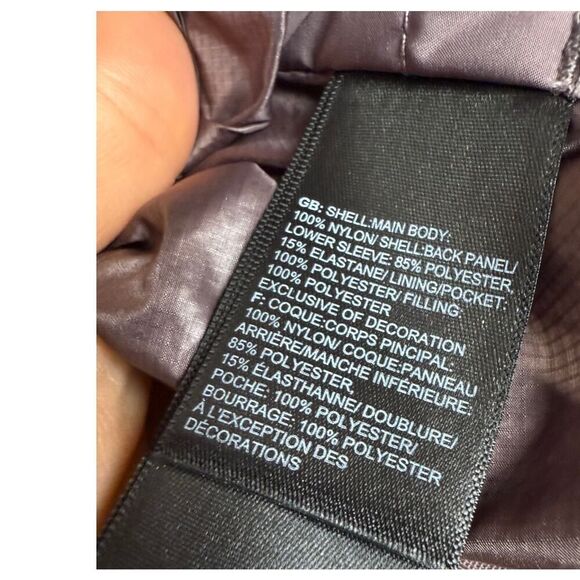 GB: SHELL:MAIN BODY:
100% NYLON/ SHELL:BACK PANEL/
LOWER SLEEVE: 85% POLYESTER,
15% ELASTANE/ LINING/POCKET:
100% POLYESTER/ FILLING:
100% POLYESTER
EXCLUSIVE OF DECORATION
F: COQUE:CORPS PINCIPAL:
100% NYLON/ COQUE:PANNEAU
ARRIÈRE/MANCHE INFÉRIEURE:
85% POLYESTER,
15% ÉLASTHANNE/ DOUBLURE/
POCHE: 100% POLYESTER/
BOURRAGE: 100% POLYESTER
À L'EXCEPTION DES
DÉCORATIONS